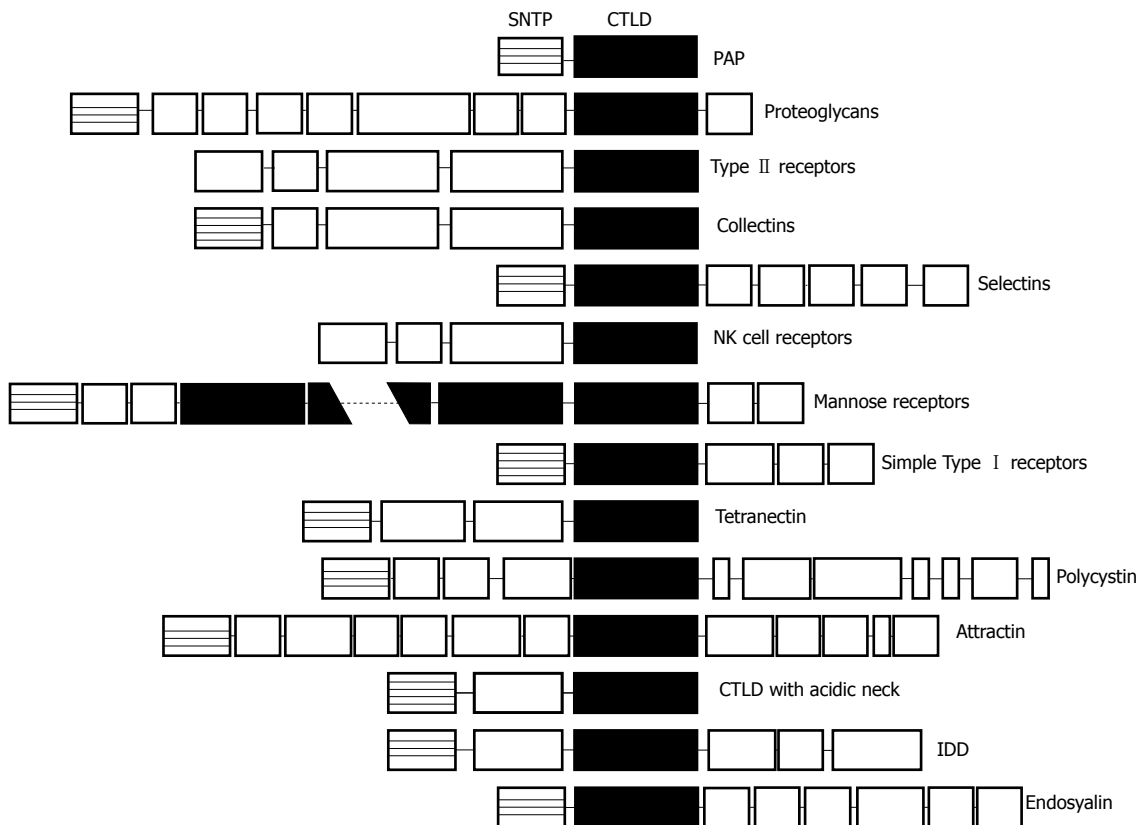 SNTP CTLD
PAP
Proteoglycans
Type Ⅱ receptors
Collectins
Selectins
NK cell receptors
Mannose receptors
Simple Type Ⅰ receptors
Tetranectin
Polycystin
Attractin
CTLD with acidic neck
IDD
Endosyalin